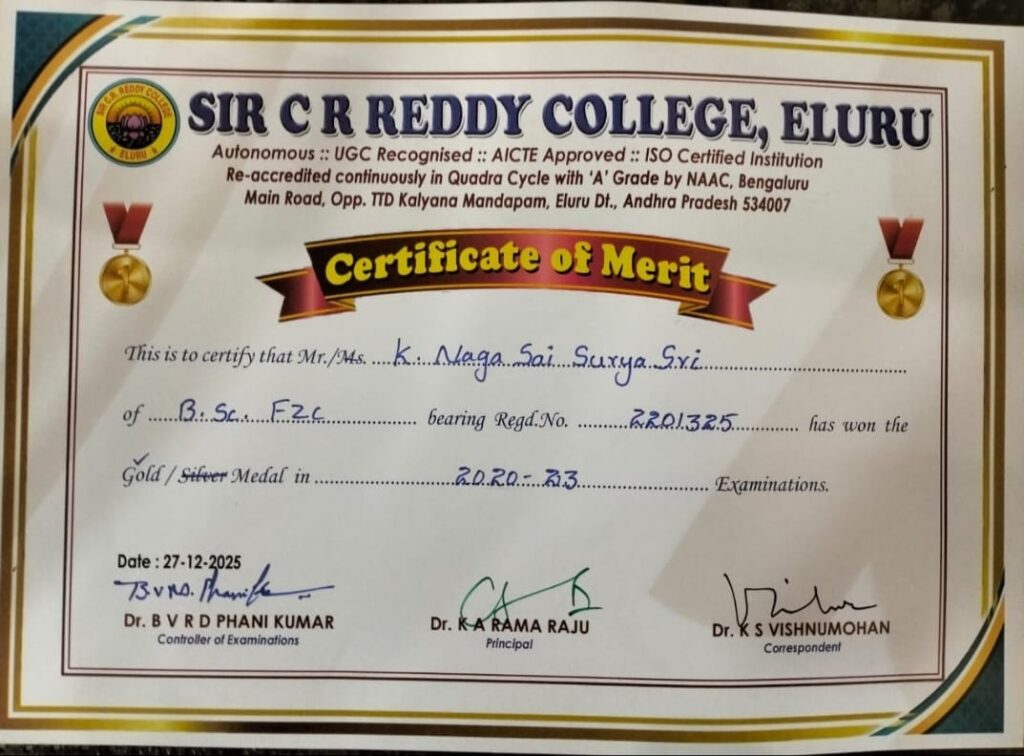 SIR C R REDDY COLLEGE, ELURU
SIR C.R. REDDY COLLEGE
ELURU
Autonomous :: UGC Recognised :: AICTE Approved :: ISO Certified Institution
Re-accredited continuously in Quadra Cycle with 'A' Grade by NAAC, Bengaluru
Main Road, Opp. TTD Kalyana Mandapam, Eluru Dt., Andhra Pradesh 534007
1
1
Certificate of Merit
This is to certify that Mr./Ms. K. Naga Sai Surya Sri
of B.Sc. FZC bearing Regd.No. 2201325 has won the
Gold / Silver Medal in 2020-23 Examinations.
Date : 27-12-2025
Dr. B V R D PHANI KUMAR
Controller of Examinations
Dr. K A RAMA RAJU
Principal
Dr. K S VISHNUMOHAN
Correspondent